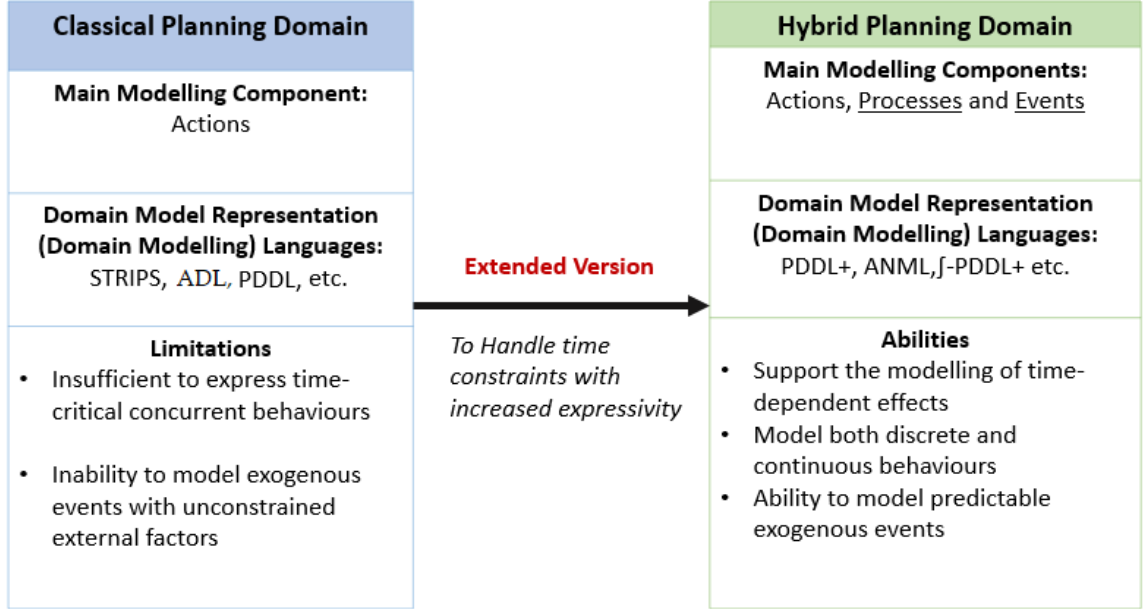 Classical Planning Domain
Main Modelling Component:
Actions
Domain Model Representation
(Domain Modelling) Languages:
STRIPS, ADL, PDDL, etc.
Limitations
• Insufficient to express time-
critical concurrent behaviours
• Inability to model exogenous
events with unconstrained
external factors
Extended Version
To Handle time
constraints with
increased expressivity
Hybrid Planning Domain
Main Modelling Components:
Actions, Processes and Events
Domain Model Representation
(Domain Modelling) Languages:
PDDL+, ANML,∫-PDDL+ etc.
Abilities
• Support the modelling of time-
dependent effects
• Model both discrete and
continuous behaviours
• Ability to model predictable
exogenous events